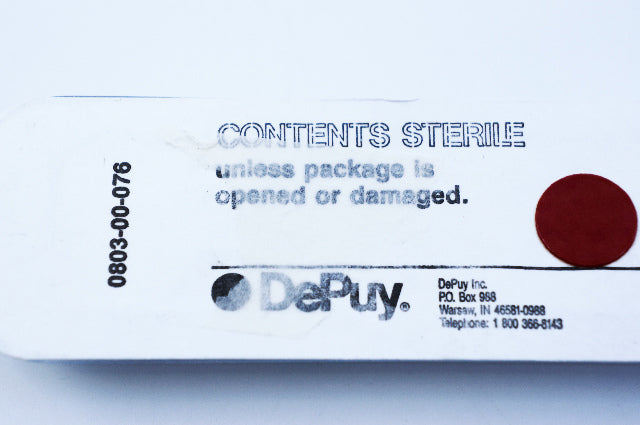 CONTENTS STERILE
unless package is
opened or damaged.
0803-00-076
DePuy®
DePuy Inc.
P.O. Box 988
Warsaw, IN 46581-0988
Telephone: 1 800 366-8143